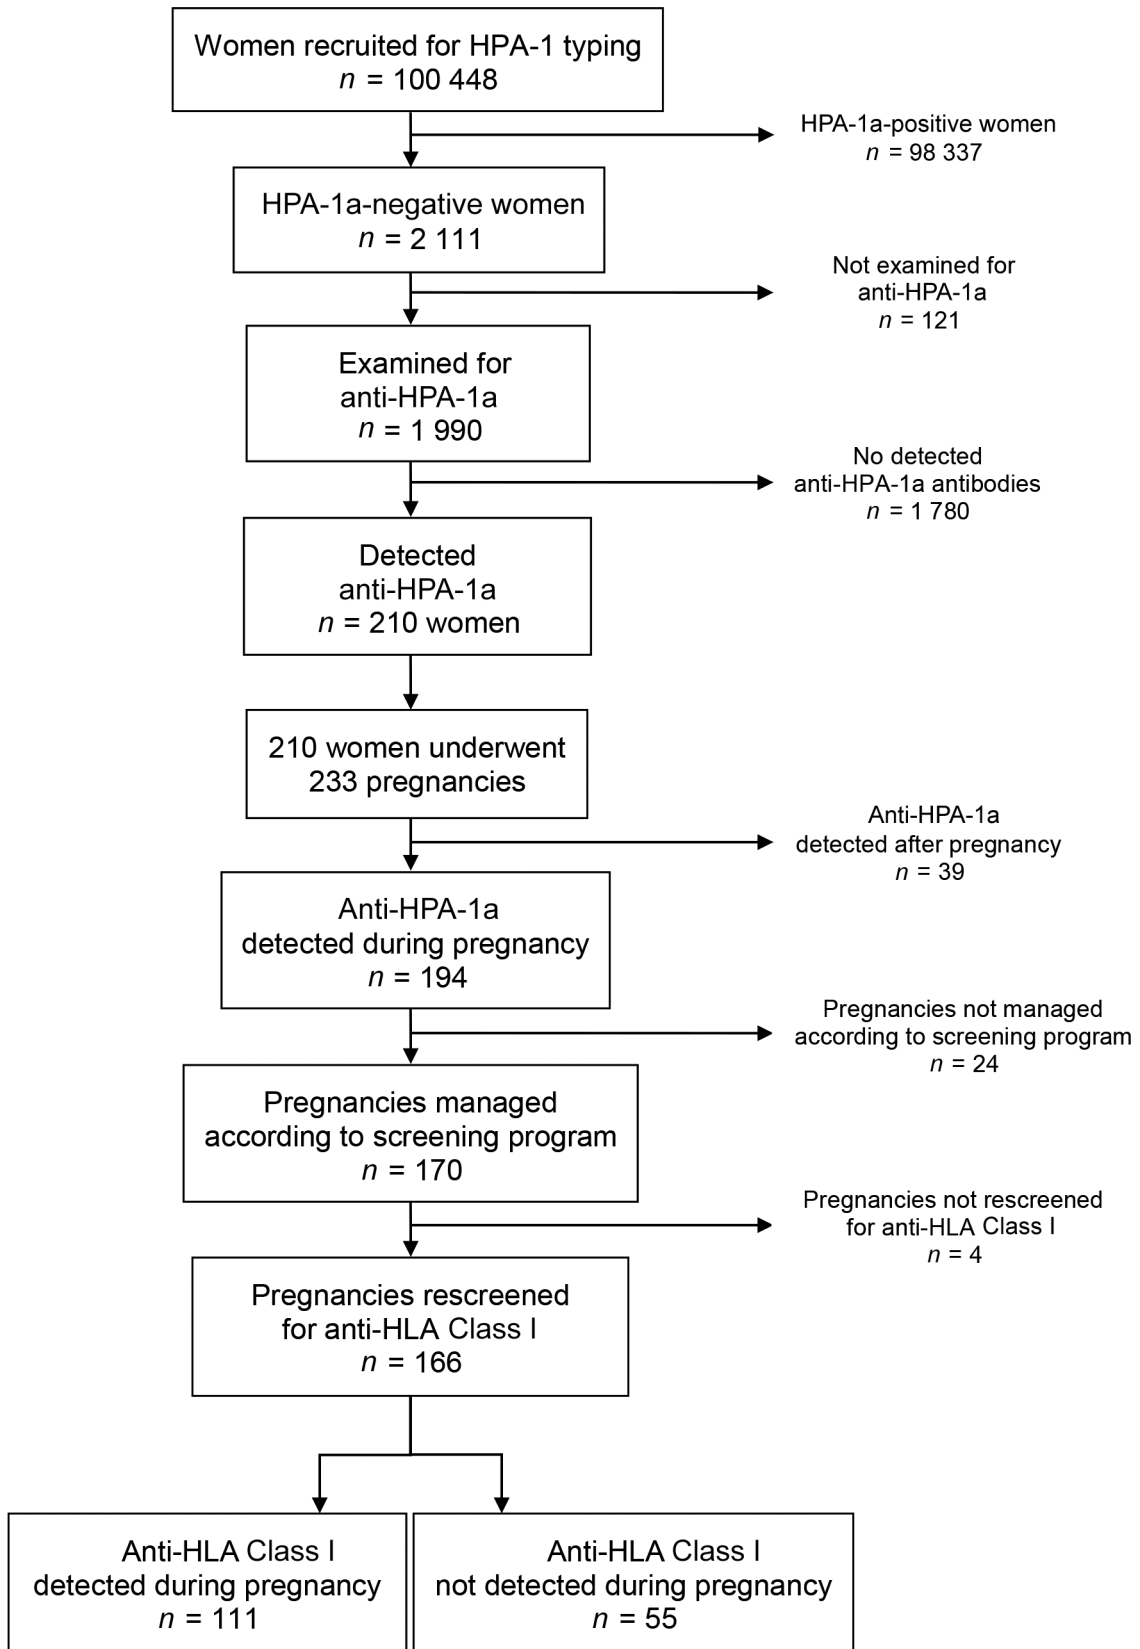 Women recruited for HPA-1 typing
n = 100 448
HPA-1a-positive women
n = 98 337
HPA-1a-negative women
n = 2 111
Not examined for
anti-HPA-1a
n = 121
Examined for
anti-HPA-1a
n = 1 990
No detected
anti-HPA-1a antibodies
n = 1 780
Detected
anti-HPA-1a
n = 210 women
210 women underwent
233 pregnancies
Anti-HPA-1a
detected after pregnancy
n = 39
Anti-HPA-1a
detected during pregnancy
n = 194
Pregnancies not managed
according to screening program
n = 24
Pregnancies managed
according to screening program
n = 170
Pregnancies not rescreened
for anti-HLA Class I
n = 4
Pregnancies rescreened
for anti-HLA Class I
n = 166
Anti-HLA Class I
detected during pregnancy
n = 111
Anti-HLA Class I
not detected during pregnancy
n = 55